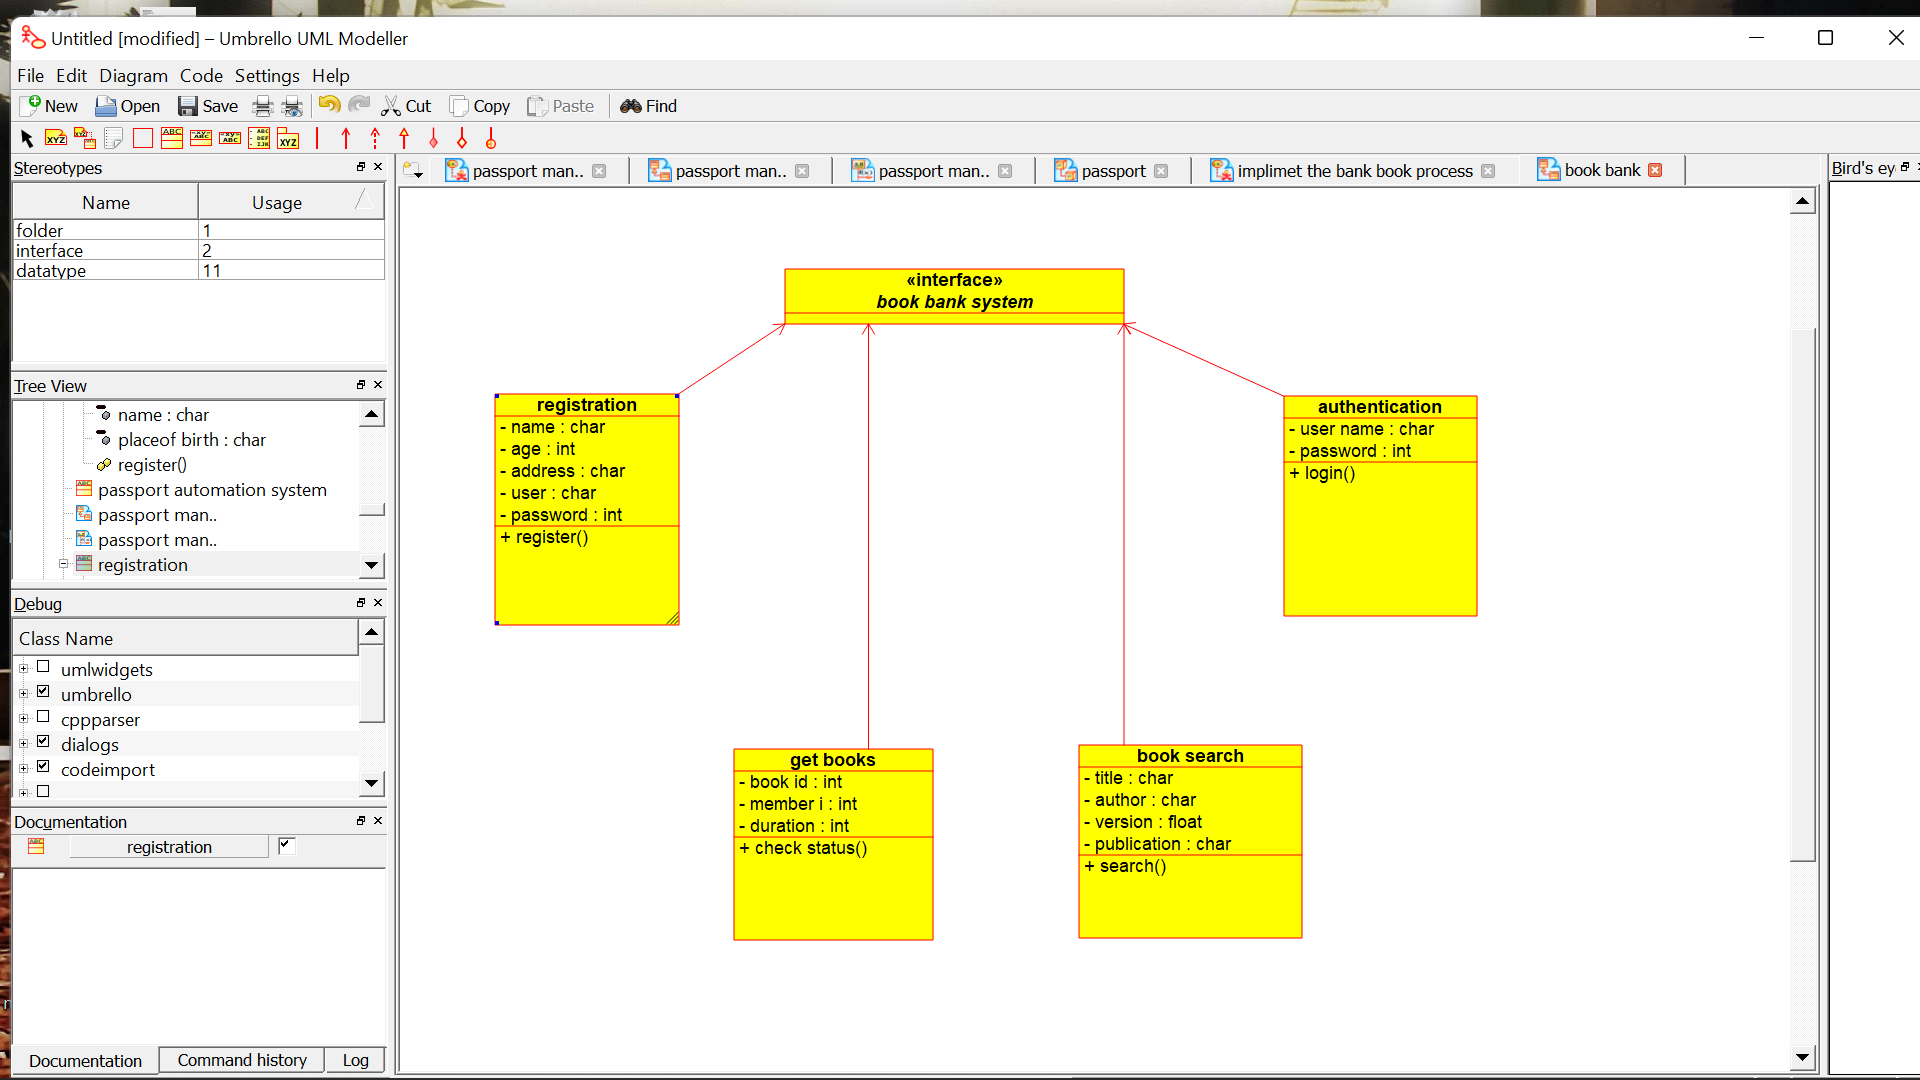 Untitled [modified] – Umbrello UML Modeller
File Edit Diagram Code Settings Help
New Open Save Cut Copy Paste Find
Stereotypes
Name Usage
folder 1
interface 2
datatype 11
Tree View
name : char
placeof birth : char
register()
passport automation system
passport man..
passport man..
registration
Debug
Class Name
umlwidgets
umbrello
cppparser
dialogs
codeimport
Documentation
registration
Documentation Command history Log
passport man.. passport man.. passport man.. passport implimet the bank book process book bank
«interface»
book bank system
registration
- name : char
- age : int
- address : char
- user : char
- password : int
+ register()
authentication
- user name : char
- password : int
+ login()
get books
- book id : int
- member i : int
- duration : int
+ check status()
book search
- title : char
- author : char
- version : float
- publication : char
+ search()
Bird's ey